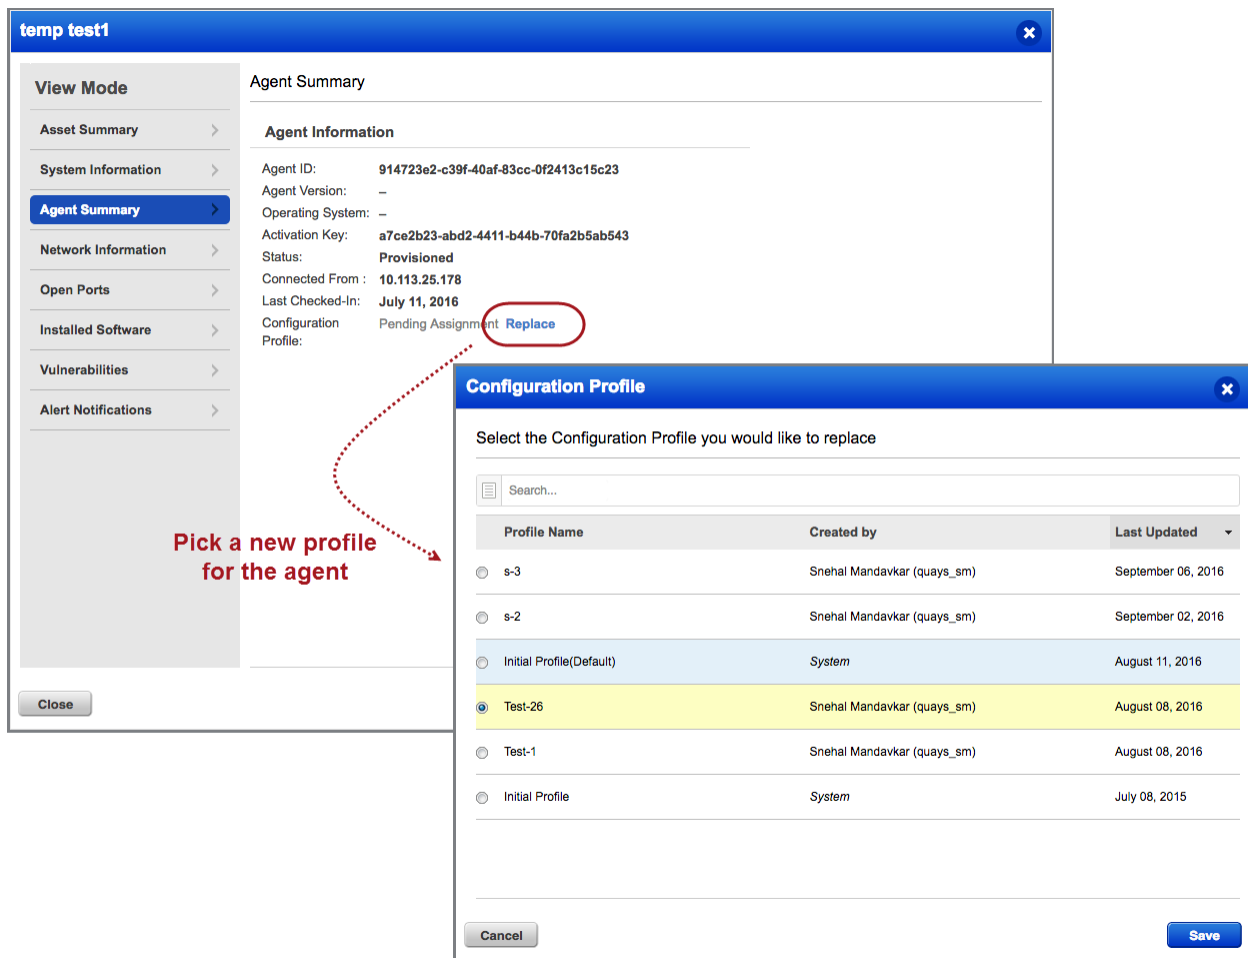 temp test1
View Mode
Asset Summary
System Information
Agent Summary
Network Information
Open Ports
Installed Software
Vulnerabilities
Alert Notifications
Close
Agent Summary
Agent Information
Agent ID: 914723e2-c39f-40af-83cc-0f2413c15c23
Agent Version: –
Operating System: –
Activation Key: a7ce2b23-abd2-4411-b44b-70fa2b5ab543
Status: Provisioned
Connected From : 10.113.25.178
Last Checked-In: July 11, 2016
Configuration Pending Assignment Replace
Profile:
Pick a new profile
for the agent
Configuration Profile
Select the Configuration Profile you would like to replace
Search...
Profile Name Created by Last Updated
s-3 Snehal Mandavkar (quays_sm) September 06, 2016
s-2 Snehal Mandavkar (quays_sm) September 02, 2016
Initial Profile(Default) System August 11, 2016
Test-26 Snehal Mandavkar (quays_sm) August 08, 2016
Test-1 Snehal Mandavkar (quays_sm) August 08, 2016
Initial Profile System July 08, 2015
Cancel Save